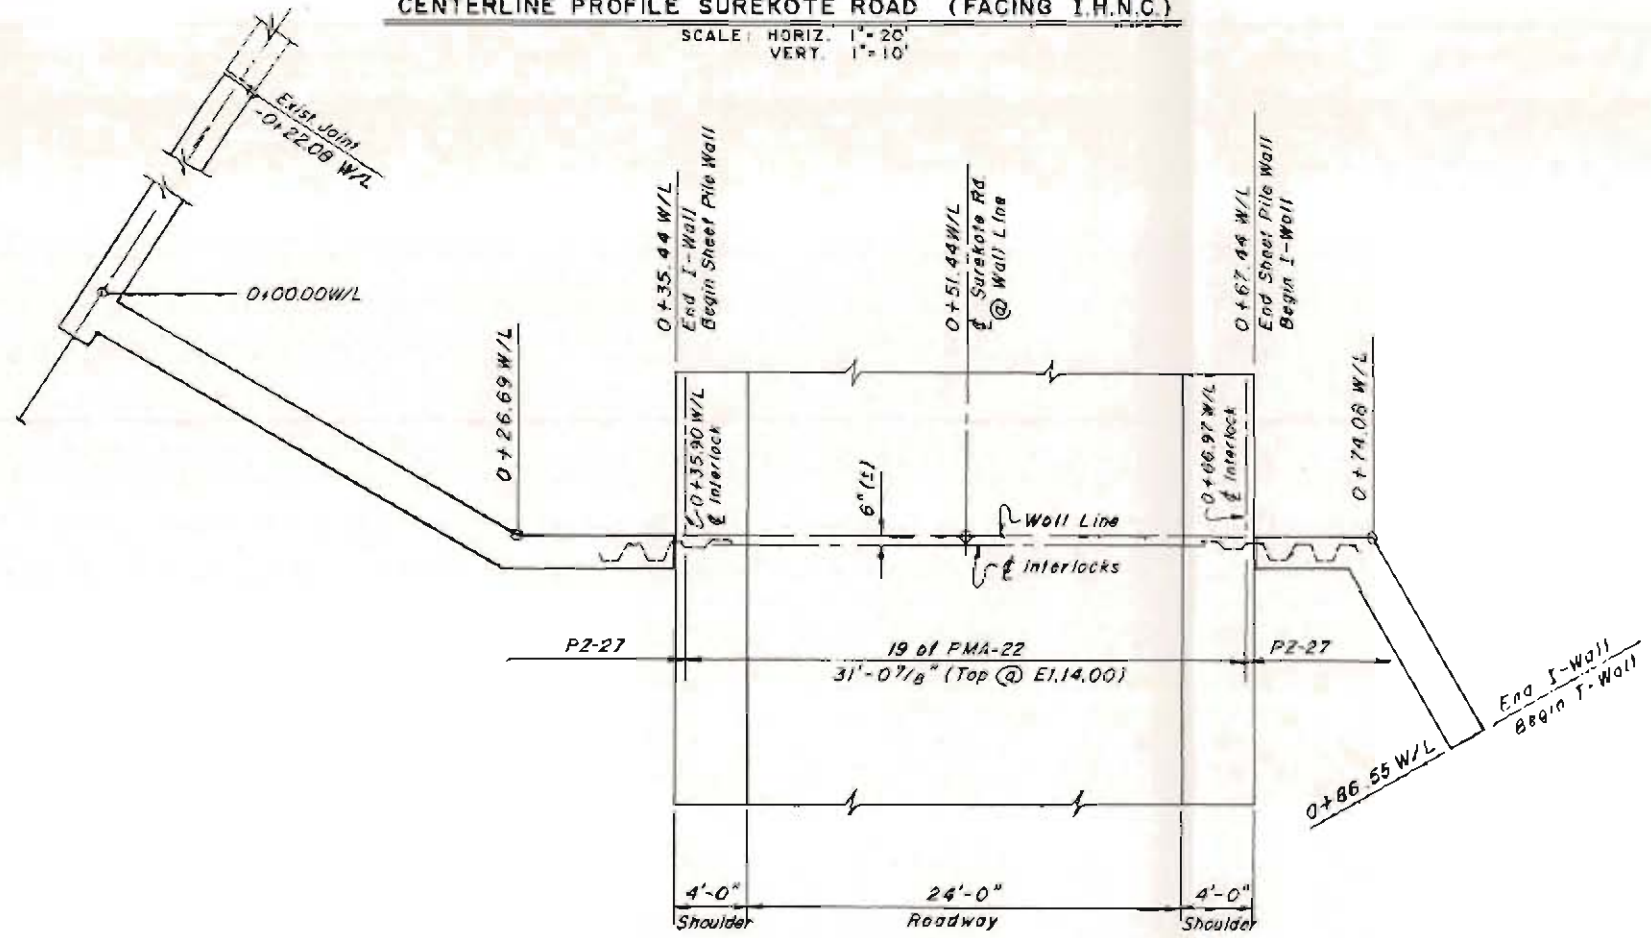 CENTERLINE PROFILE SUREKOTE ROAD (FACING I.H.N.C.)
SCALE: HORIZ. 1"=20'
VERT. 1"=10'
Exist. Joint
-0+22.08 W/L
0+00.00 W/L
0+26.69 W/L
0+35.44 W/L
End I-Wall
Begin Sheet Pile Wall
0+51.44 W/L
℄ Surekote Rd.
@ Wall Line
0+67.44 W/L
End Sheet Pile Wall
Begin I-Wall
0+74.08 W/L
0+35.90 W/L
℄ Interlock
0+66.97 W/L
℄ Interlock
6"(±)
Wall Line
℄ Interlocks
PZ-27
19 of PMA-22
31'-0 7/8" (Top @ El.14.00)
PZ-27
End I-Wall
Begin T-Wall
0+86.55 W/L
4'-0"
Shoulder
24'-0"
Roadway
4'-0"
Shoulder